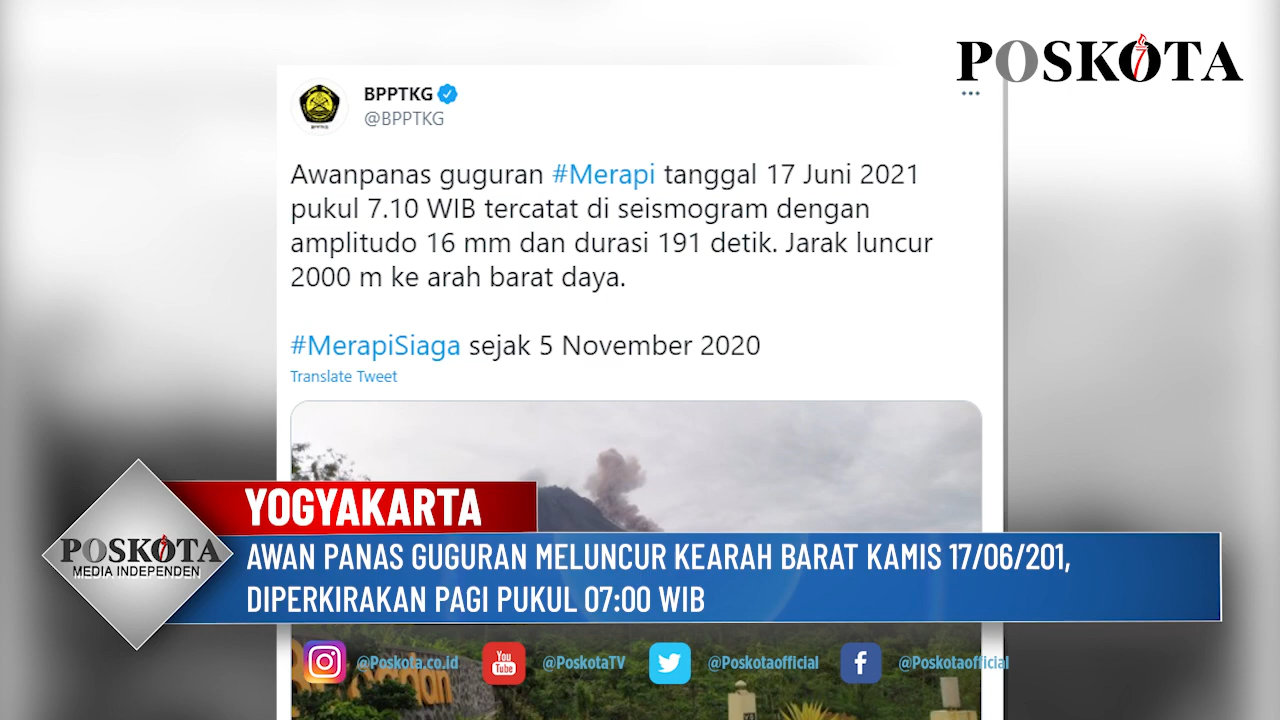 POSKOTA
BPPTKG
@BPPTKG
BPPTKG
Awanpanas guguran #Merapi tanggal 17 Juni 2021
pukul 7.10 WIB tercatat di seismogram dengan
amplitudo 16 mm dan durasi 191 detik. Jarak luncur
2000 m ke arah barat daya.
#MerapiSiaga sejak 5 November 2020
Translate Tweet
YOGYAKARTA
POSKOTA
MEDIA INDEPENDEN
AWAN PANAS GUGURAN MELUNCUR KEARAH BARAT KAMIS 17/06/201,
DIPERKIRAKAN PAGI PUKUL 07:00 WIB
@Poskota.co.id
You
Tube
@PoskotaTV
@Poskotaofficial
@Poskotaofficial